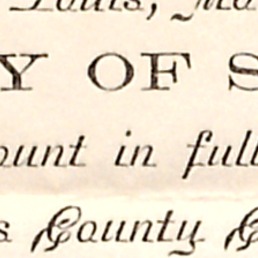 Louis,
Y OF S
ount in full
s County